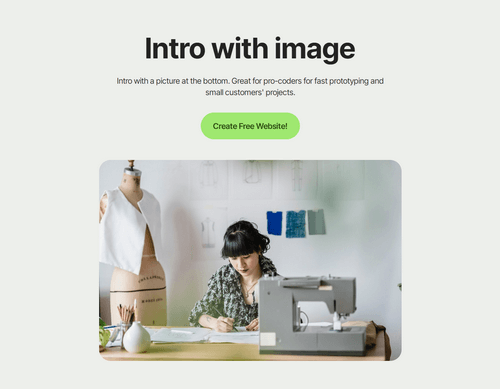 Intro with image
Intro with a picture at the bottom. Great for pro-coders for fast prototyping and
small customers' projects.
Create Free Website!